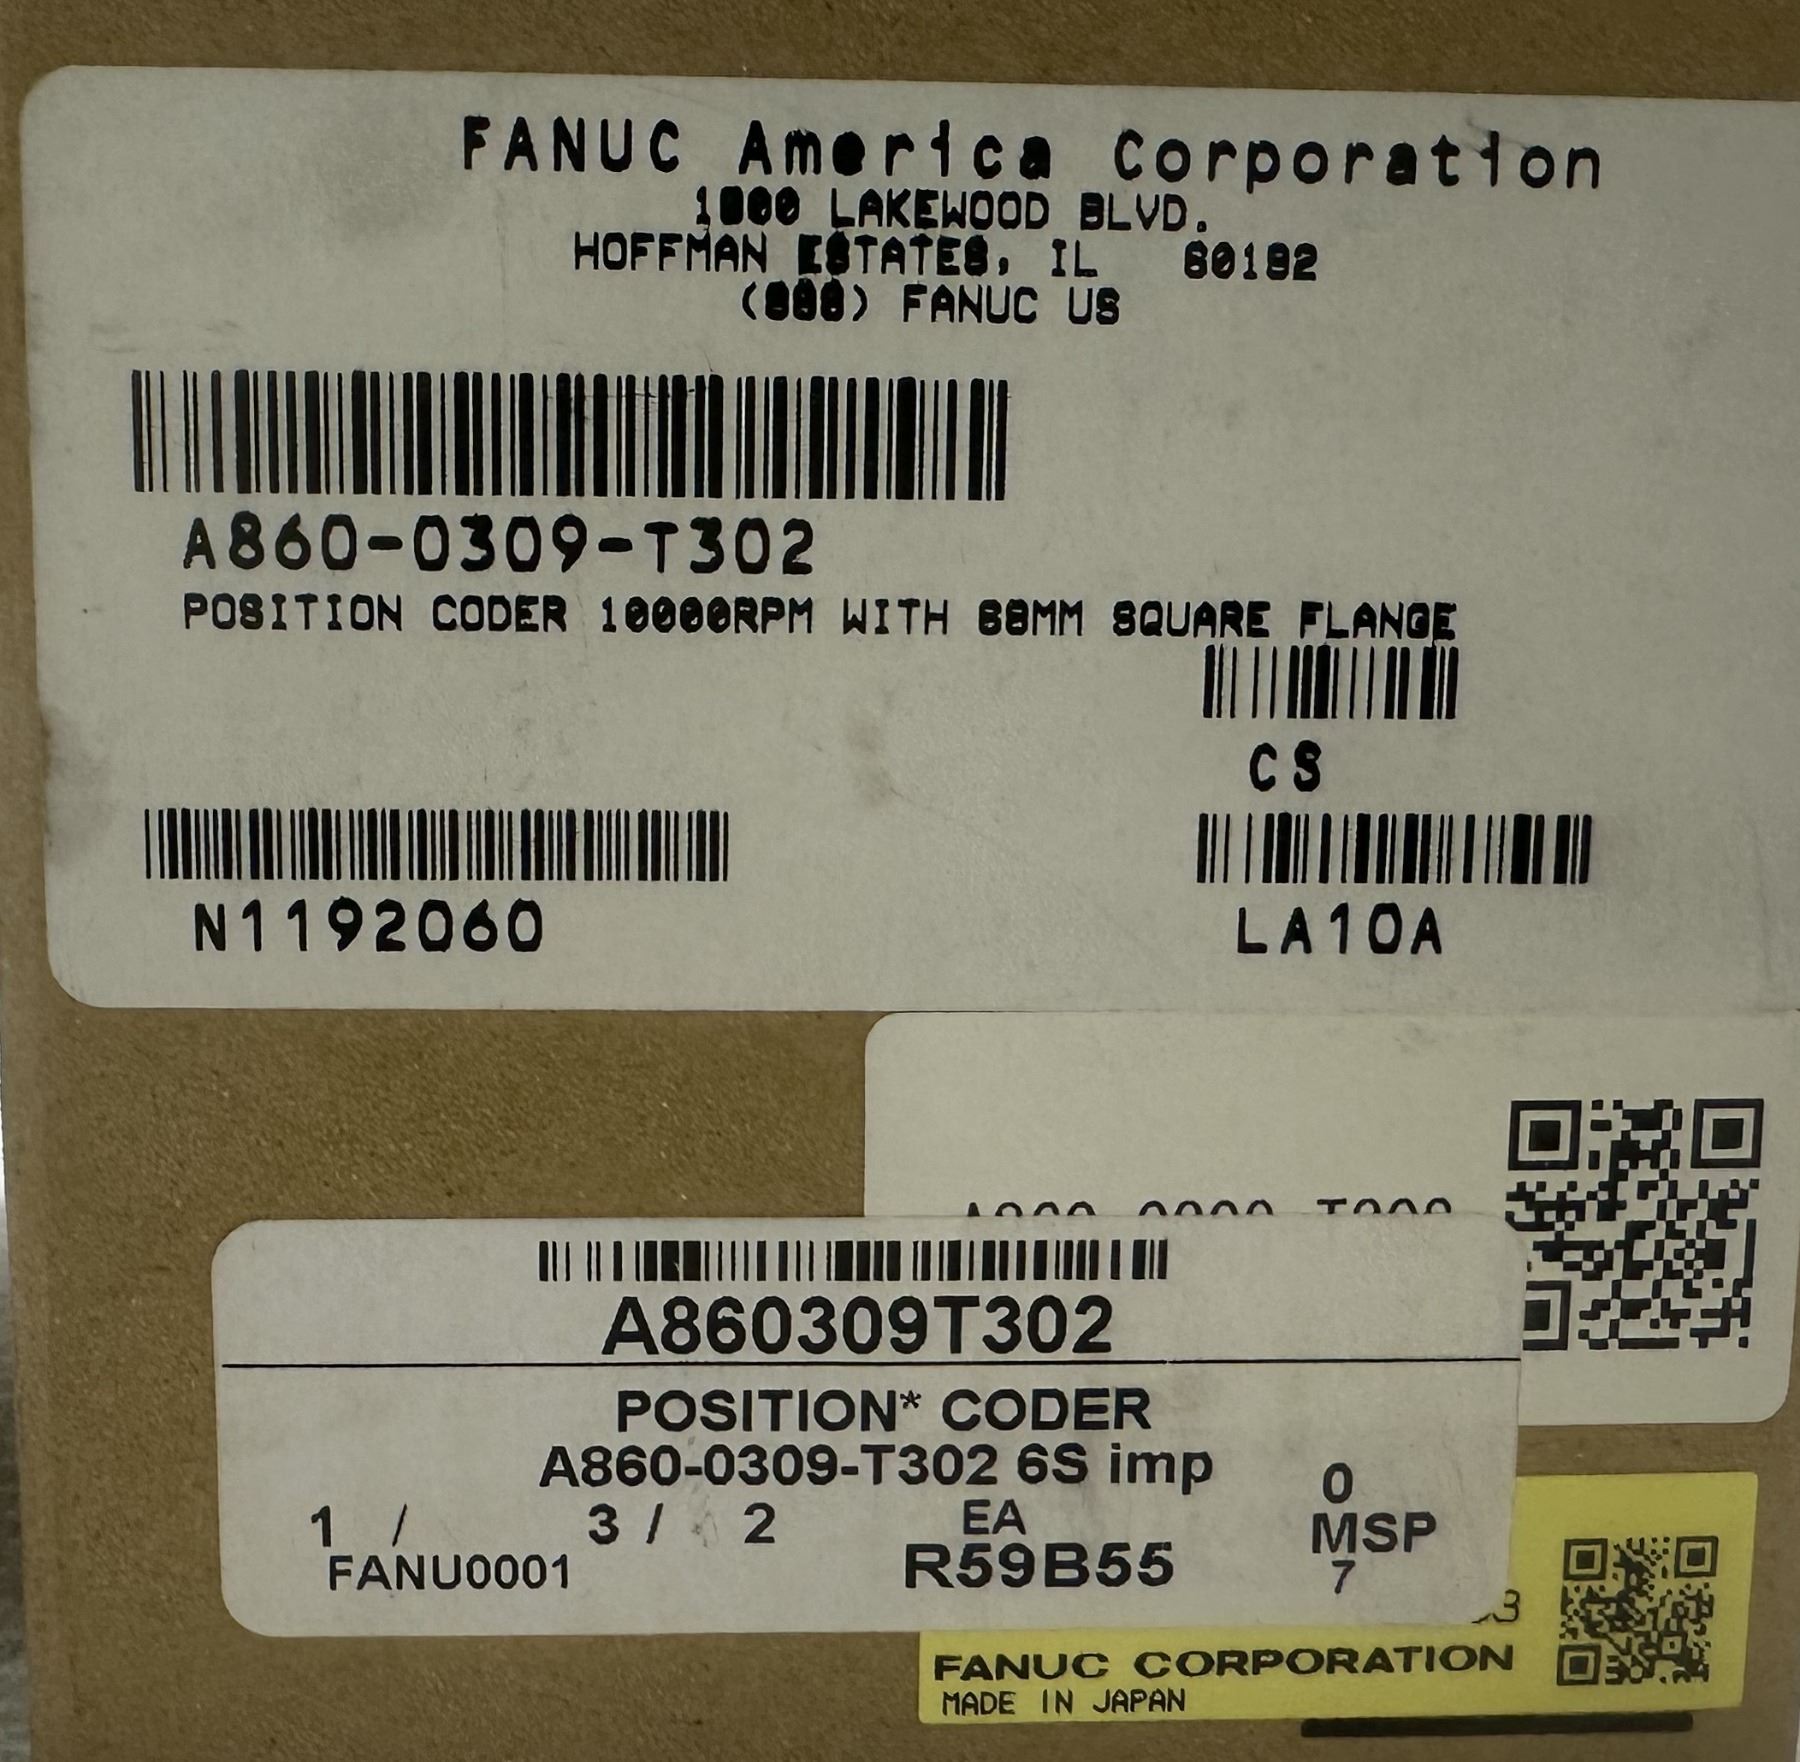 FANUC America Corporation
1000 LAKEWOOD BLVD.
HOFFMAN ESTATES, IL 60192
(888) FANUC US
A860-0309-T302
POSITION CODER 10000RPM WITH 68MM SQUARE FLANGE
CS
N1192060
LA10A
A860309T302
POSITION* CODER
A860-0309-T302 6S imp
0
1 / 3 / 2 EA MSP
FANU0001 R59B55 7
FANUC CORPORATION
MADE IN JAPAN